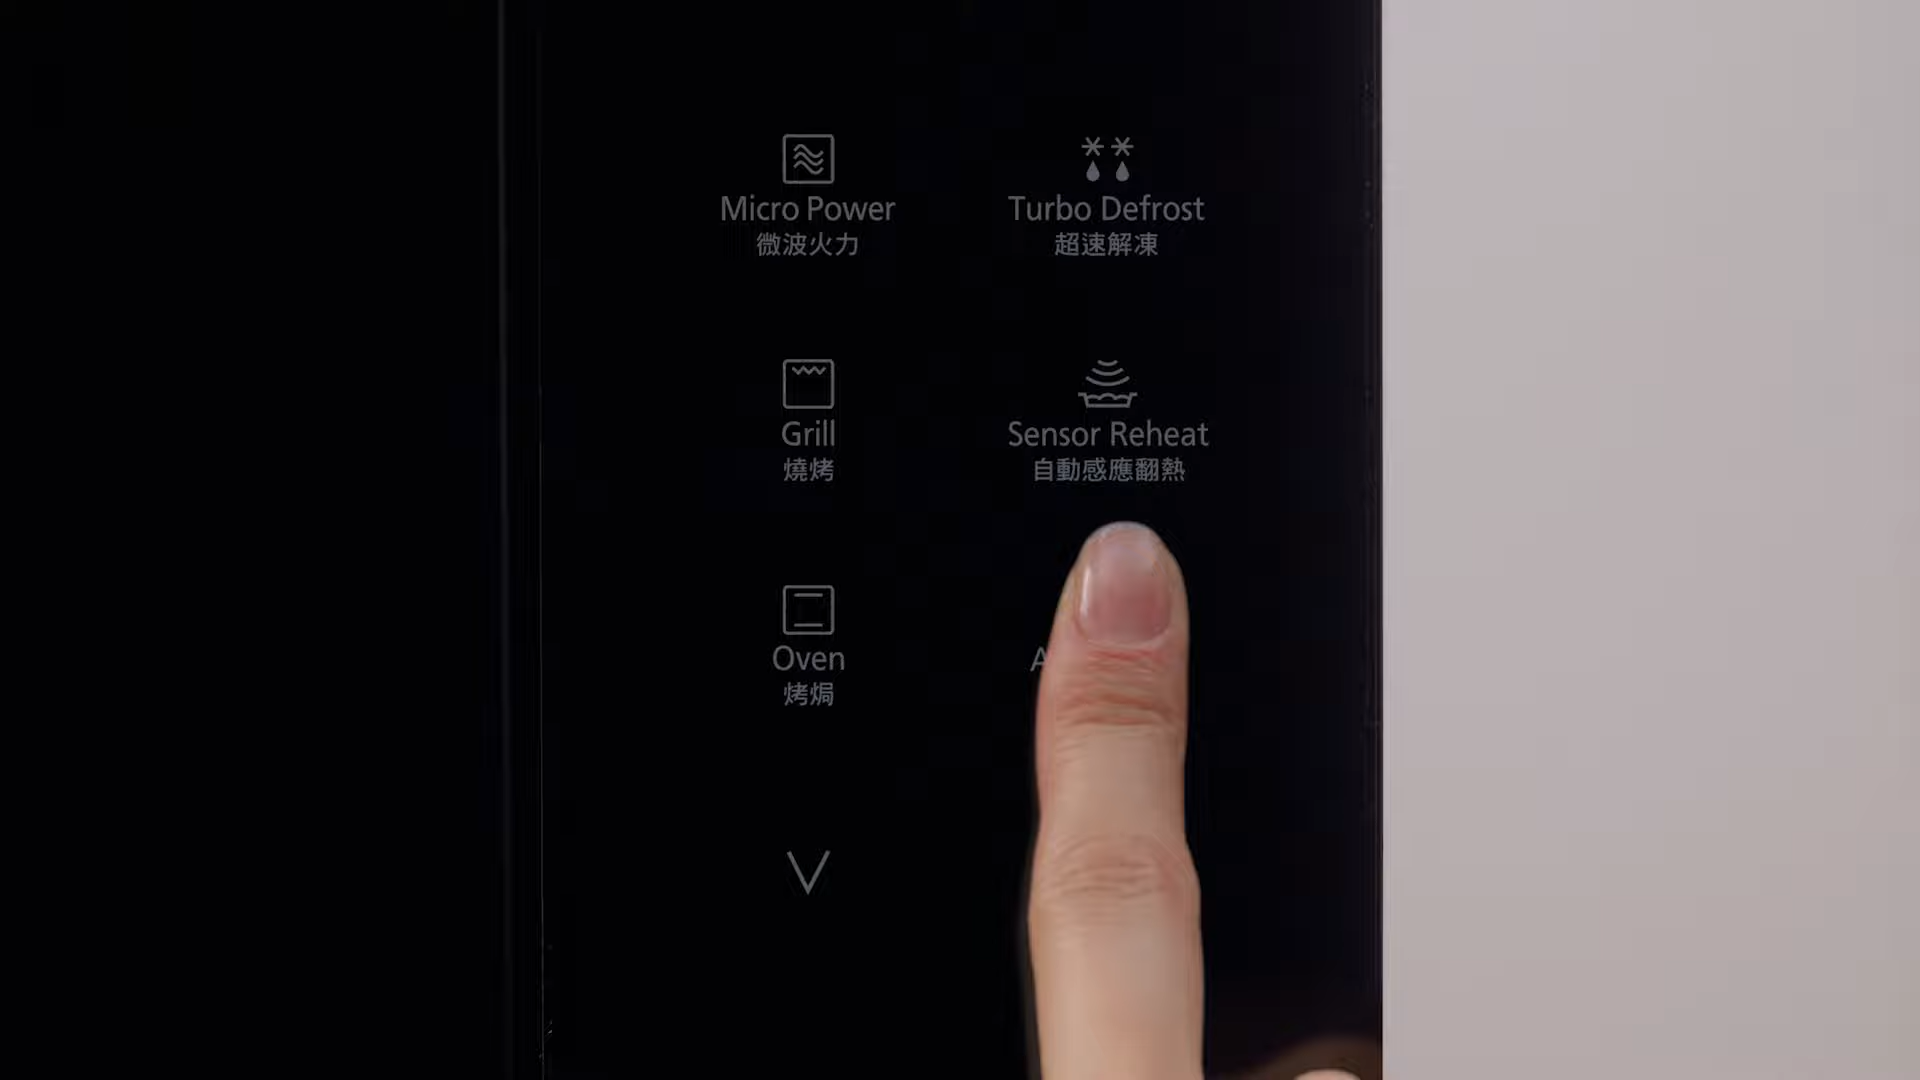 Micro Power
微波火力
Turbo Defrost
超速解凍
Grill
燒烤
Sensor Reheat
自動感應翻熱
Oven
烤焗